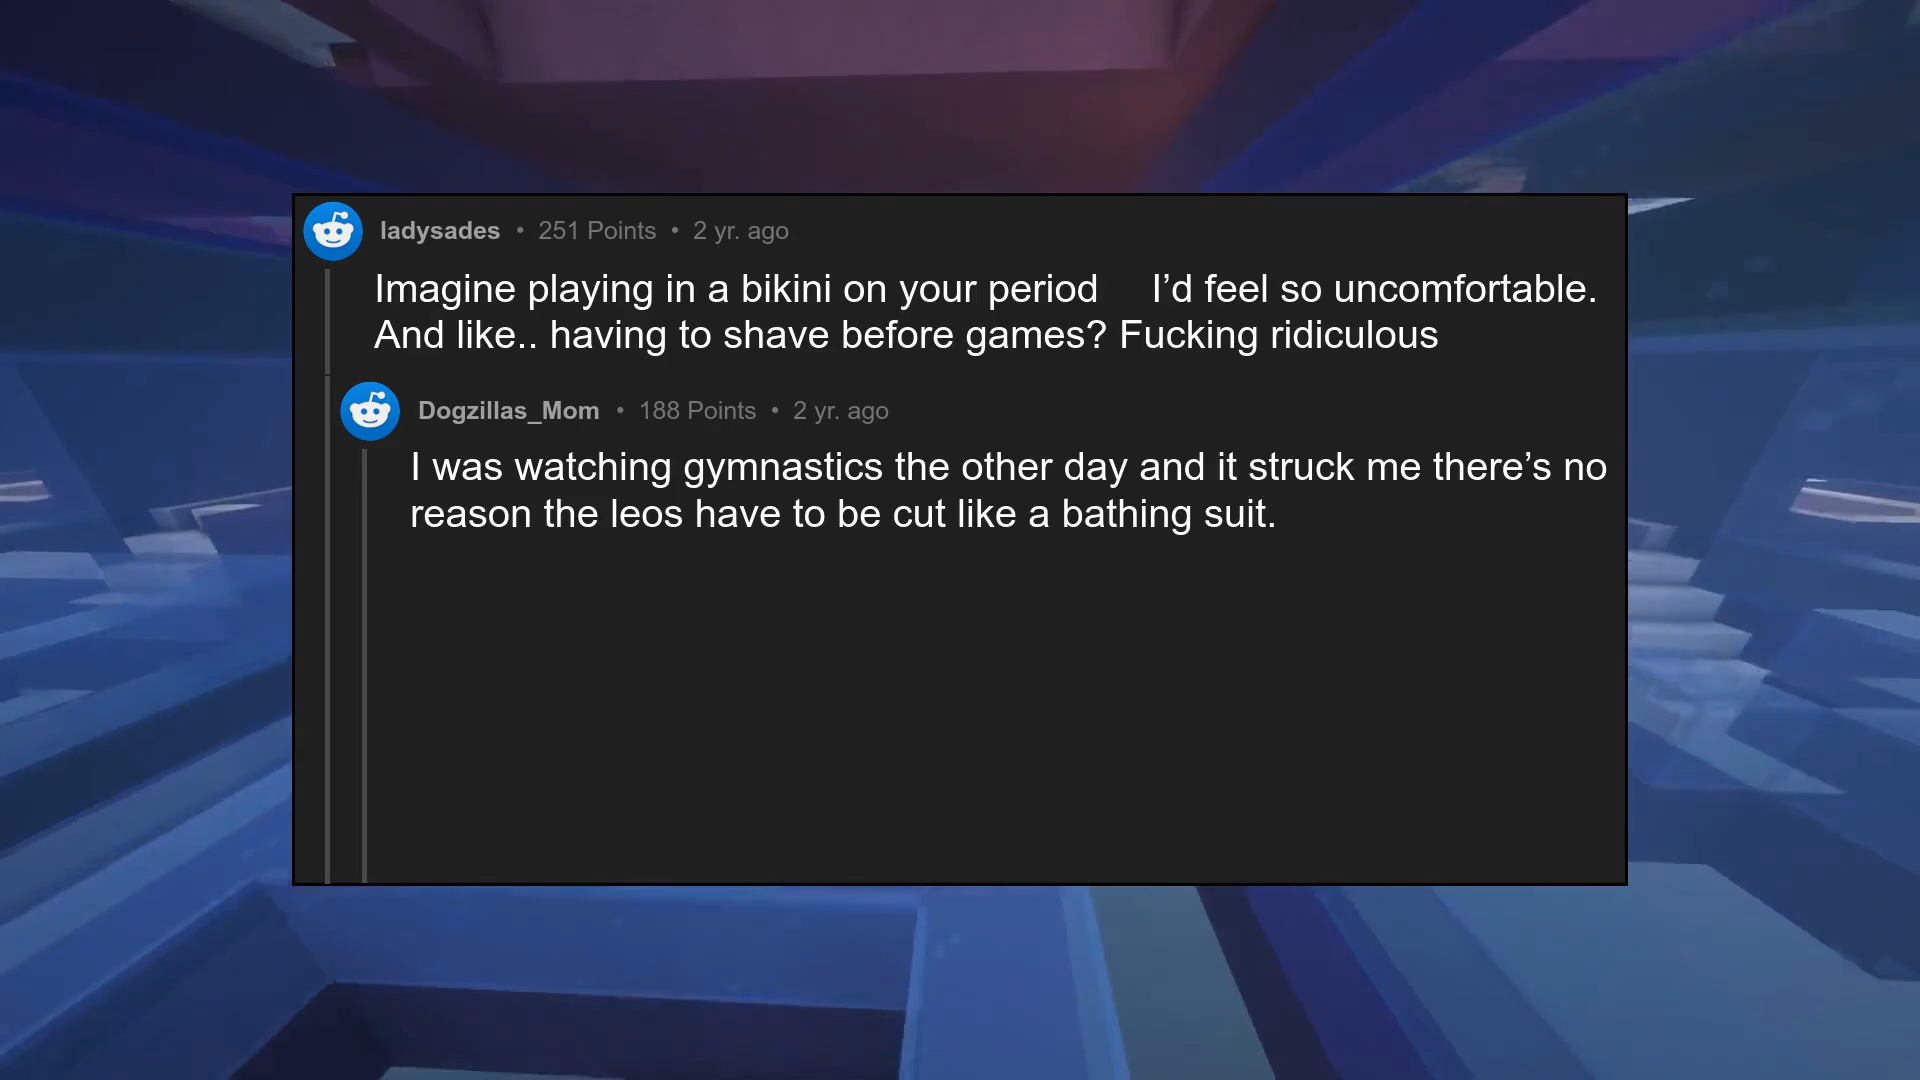 ladysades • 251 Points • 2 yr. ago
Imagine playing in a bikini on your period I’d feel so uncomfortable.
And like.. having to shave before games? Fucking ridiculous
Dogzillas_Mom • 188 Points • 2 yr. ago
I was watching gymnastics the other day and it struck me there’s no
reason the leos have to be cut like a bathing suit.